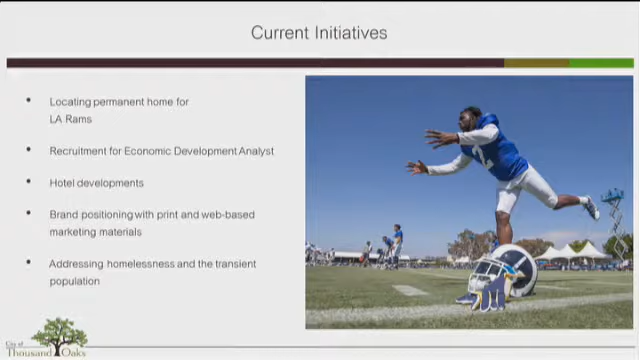 Current Initiatives
• Locating permanent home for
LA Rams
• Recruitment for Economic Development Analyst
• Hotel developments
• Brand positioning with print and web-based
marketing materials
• Addressing homelessness and the transient
population
2
City of
Thousand Oaks